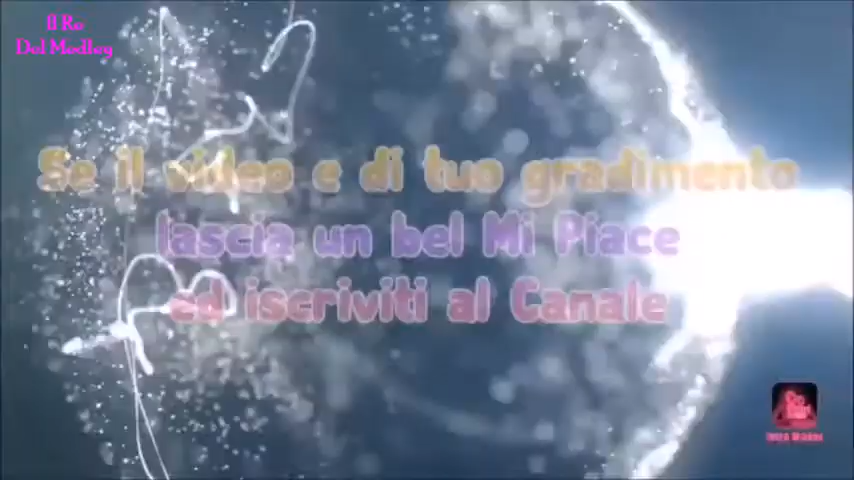 Il Re
Del Medley
Se il video e di tuo gradimento
lascia un bel Mi Piace
ed iscriviti al Canale